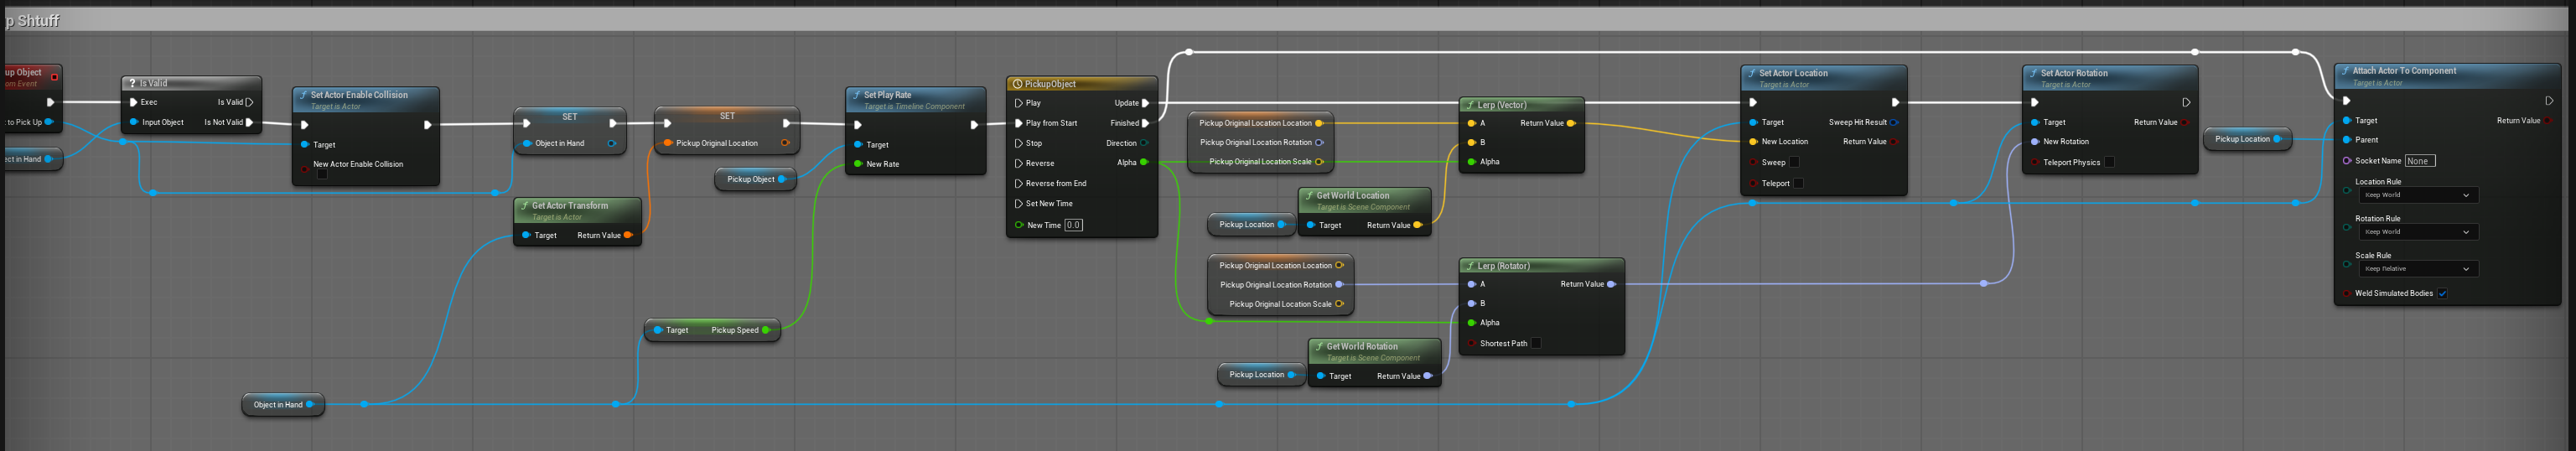 p Shtuff
up Object
om Event
t to Pick Up
ect in Hand
? Is Valid
Exec Is Valid
Input Object Is Not Valid
f Set Actor Enable Collision
Target is Actor
Target
New Actor Enable Collision
SET
Object in Hand
f Get Actor Transform
Target is Actor
Target Return Value
Object in Hand
SET
Pickup Original Location
Pickup Object
Target Pickup Speed
f Set Play Rate
Target is Timeline Component
Target
New Rate
PickupObject
Play Update
Play from Start Finished
Stop Direction
Reverse Alpha
Reverse from End
Set New Time
New Time 0.0
Pickup Original Location Location
Pickup Original Location Rotation
Pickup Original Location Scale
f Get World Location
Target is Scene Component
Pickup Location
Target Return Value
Pickup Original Location Location
Pickup Original Location Rotation
Pickup Original Location Scale
f Get World Rotation
Target is Scene Component
Pickup Location
Target Return Value
f Lerp (Vector)
A Return Value
B
Alpha
f Lerp (Rotator)
A Return Value
B
Alpha
Shortest Path
f Set Actor Location
Target is Actor
Target Sweep Hit Result
New Location Return Value
Sweep
Teleport
f Set Actor Rotation
Target is Actor
Target Return Value
New Rotation
Teleport Physics
Pickup Location
f Attach Actor To Component
Target is Actor
Target Return Value
Parent
Socket Name None
Location Rule
Keep World
Rotation Rule
Keep World
Scale Rule
Keep Relative
Weld Simulated Bodies